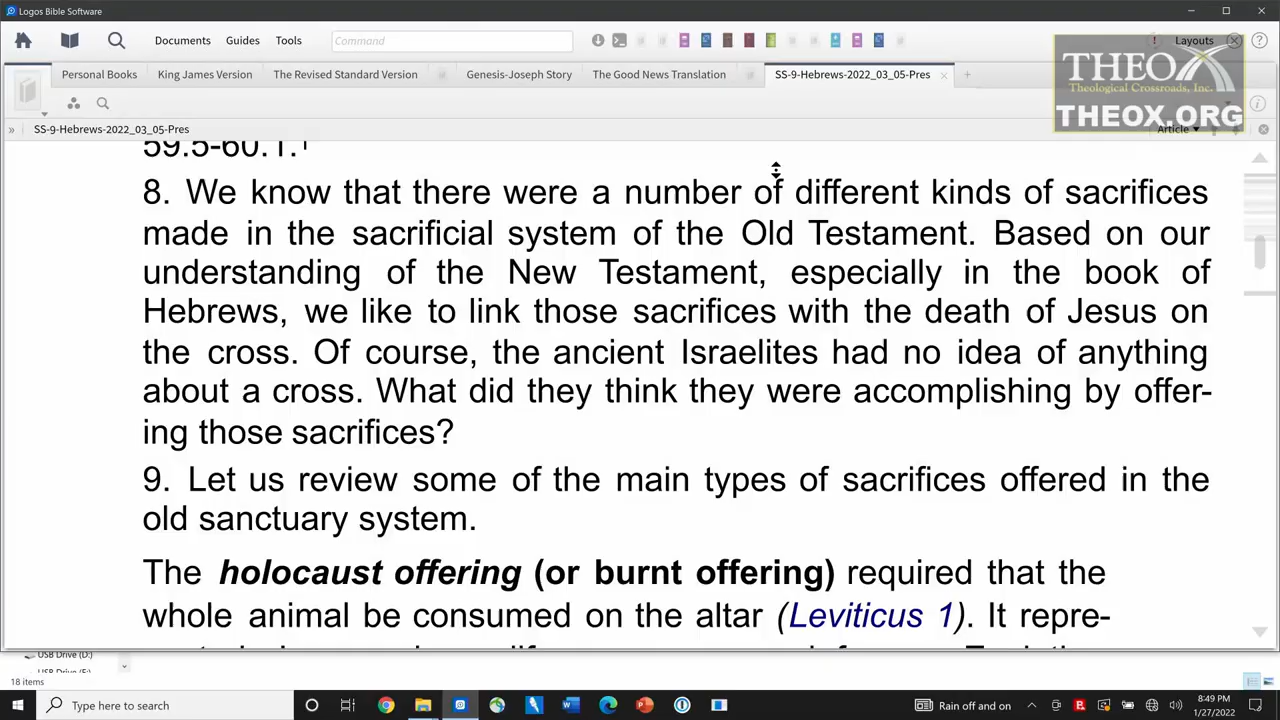 Logos Bible Software
Documents Guides Tools Command Layouts
Personal Books King James Version The Revised Standard Version Genesis-Joseph Story The Good News Translation SS-9-Hebrews-2022_03_05-Pres
THEOX
Theological Crossroads, Inc.
THEOX.ORG
SS-9-Hebrews-2022_03_05-Pres Article
59.5-60.1.
8. We know that there were a number of different kinds of sacrifices
made in the sacrificial system of the Old Testament. Based on our
understanding of the New Testament, especially in the book of
Hebrews, we like to link those sacrifices with the death of Jesus on
the cross. Of course, the ancient Israelites had no idea of anything
about a cross. What did they think they were accomplishing by offer-
ing those sacrifices?
9. Let us review some of the main types of sacrifices offered in the
old sanctuary system.
The holocaust offering (or burnt offering) required that the
whole animal be consumed on the altar (Leviticus 1). It repre-
USB Drive (D:)
18 items
Type here to search
Rain off and on
8:49 PM
1/27/2022